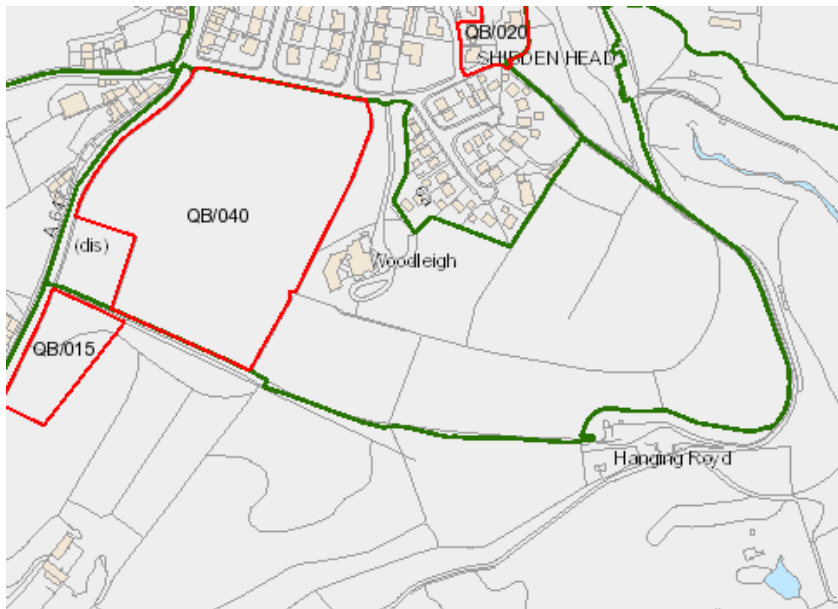 QB/020
SHIBDEN HEAD
QB/040
(dis)
Woodleigh
QB/015
Hanging Royd